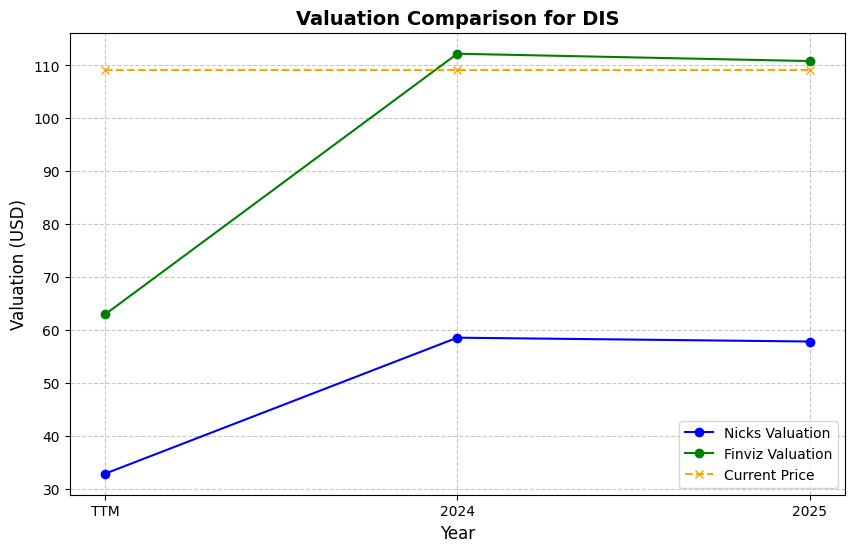 Valuation Comparison for DIS
Valuation (USD)
110
100
90
80
70
60
50
40
30
TTM
2024
2025
Year
Nicks Valuation
Finviz Valuation
Current Price